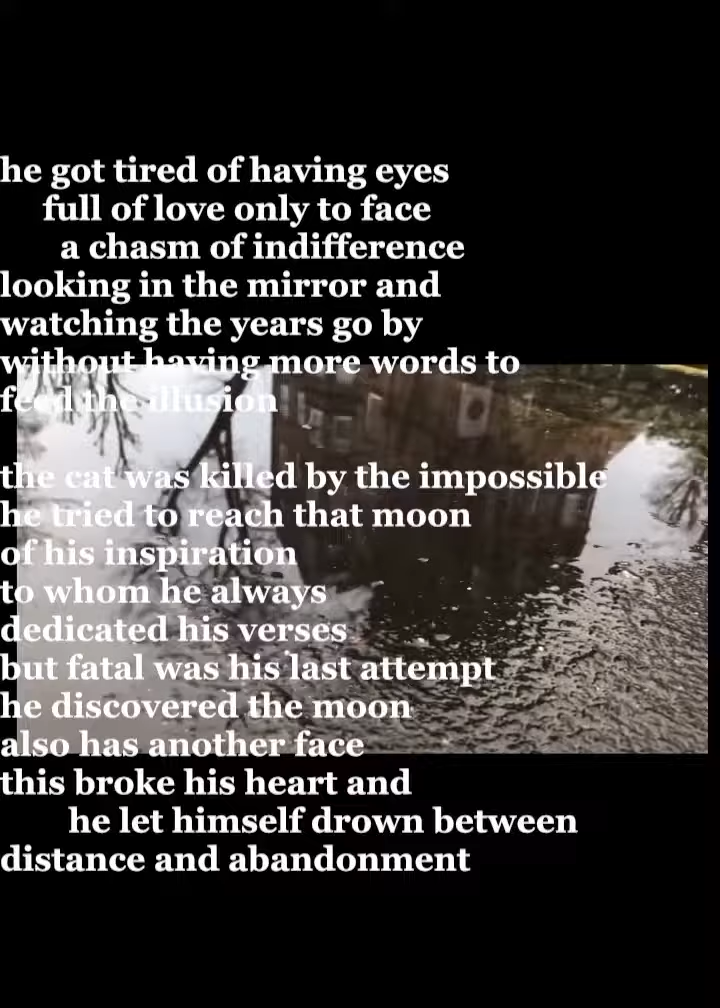 he got tired of having eyes
full of love only to face
a chasm of indifference
looking in the mirror and
watching the years go by
without having more words to
feed the illusion
the cat was killed by the impossible
he tried to reach that moon
of his inspiration
to whom he always
dedicated his verses
but fatal was his last attempt
he discovered the moon
also has another face
this broke his heart and
he let himself drown between
distance and abandonment